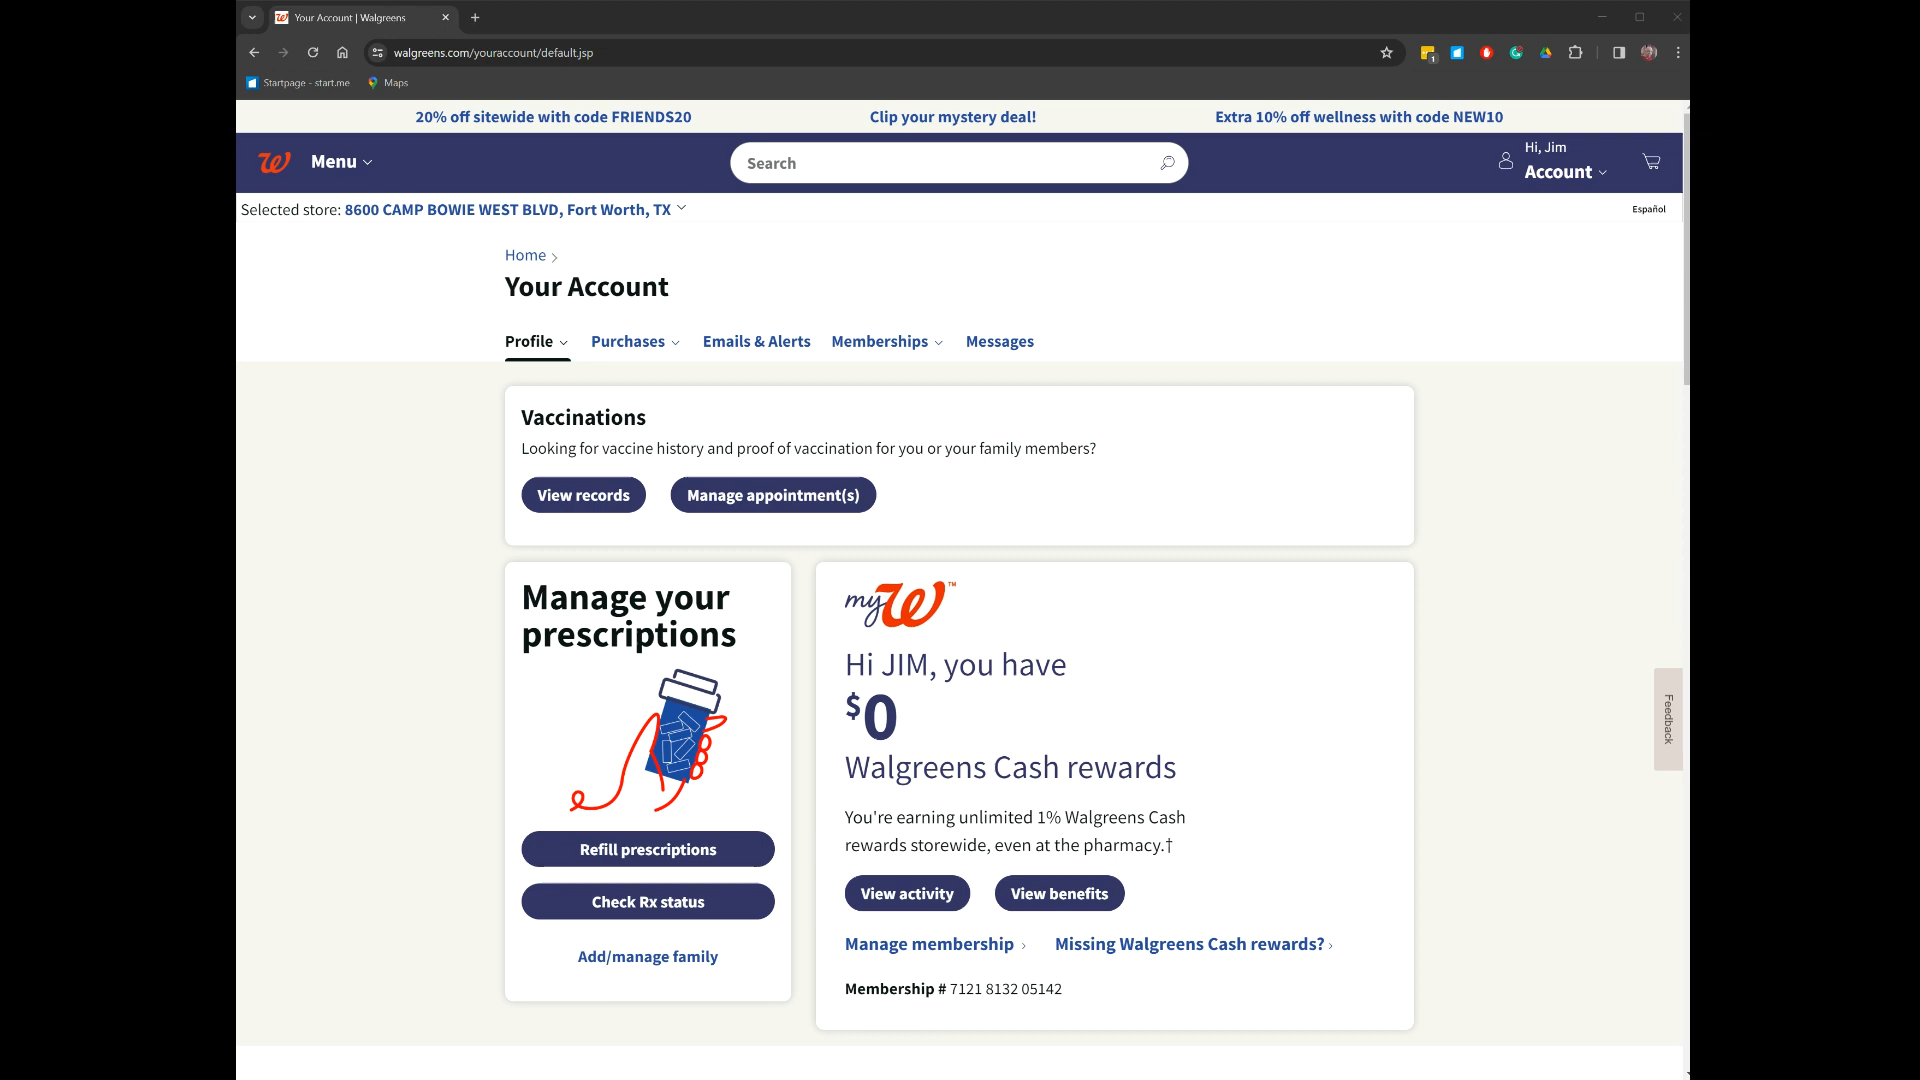 Your Account | Walgreens
walgreens.com/youraccount/default.jsp
1
Startpage - start.me
Maps
20% off sitewide with code FRIENDS20
Clip your mystery deal!
Extra 10% off wellness with code NEW10
Menu
Search
Hi, Jim
Account
Selected store: 8600 CAMP BOWIE WEST BLVD, Fort Worth, TX
Español
Home
Your Account
Profile
Purchases
Emails & Alerts
Memberships
Messages
Vaccinations
Looking for vaccine history and proof of vaccination for you or your family members?
View records
Manage appointment(s)
Manage your
prescriptions
Refill prescriptions
Check Rx status
Add/manage family
myW™
Hi JIM, you have
$0
Walgreens Cash rewards
You're earning unlimited 1% Walgreens Cash
rewards storewide, even at the pharmacy.†
View activity
View benefits
Manage membership
Missing Walgreens Cash rewards?
Membership # 7121 8132 05142
Feedback